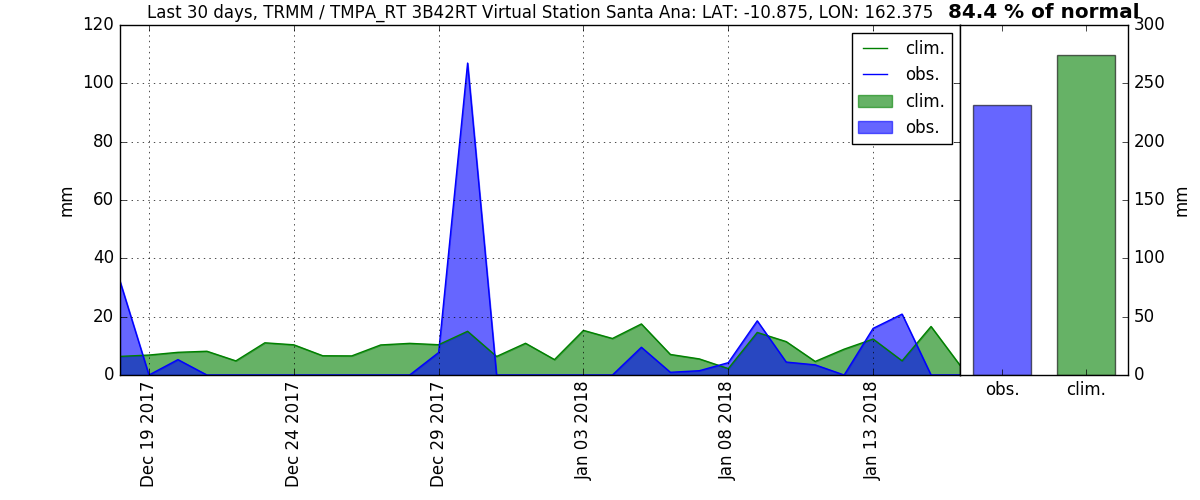 Last 30 days, TRMM / TMPA_RT 3B42RT Virtual Station Santa Ana: LAT: -10.875, LON: 162.375
84.4 % of normal
120
100
80
60
40
20
0
mm
clim.
obs.
clim.
obs.
Dec 19 2017
Dec 24 2017
Dec 29 2017
Jan 03 2018
Jan 08 2018
Jan 13 2018
300
250
200
150
100
50
0
mm
obs.
clim.